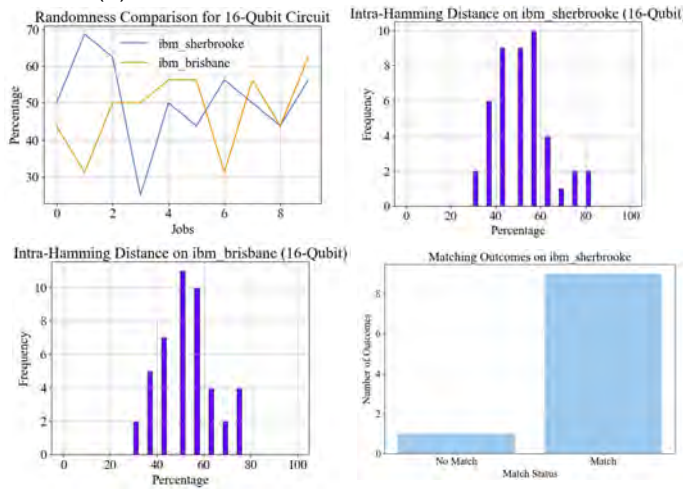 Randomness Comparison for 16-Qubit Circuit
70
60
50
40
30
Percentage
ibm_sherbrooke
ibm_brisbane
0 2 4 6 8
Jobs
Intra-Hamming Distance on ibm_sherbrooke (16-Qubit)
10
8
6
4
2
0
Frequency
0 20 40 60 80 100
Percentage
Intra-Hamming Distance on ibm_brisbane (16-Qubit)
10
8
6
4
2
0
Frequency
0 20 40 60 80 100
Percentage
Matching Outcomes on ibm_sherbrooke
8
6
4
2
0
Number of Outcomes
No Match Match
Match Status